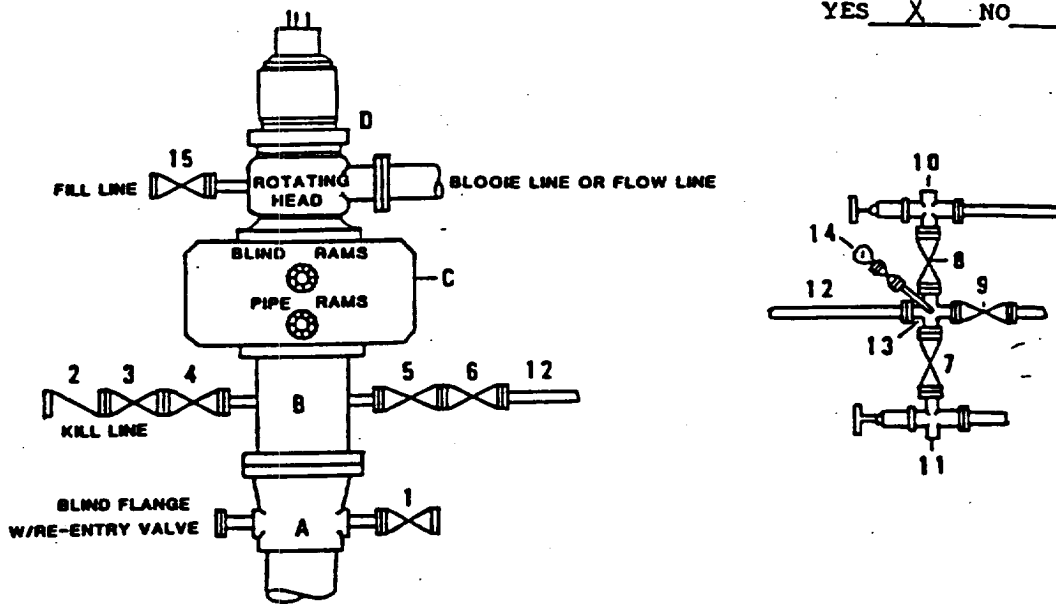 YES X NO
D
10
15
FILL LINE
ROTATING
HEAD
BLOOIE LINE OR FLOW LINE
14
8
BLIND RAMS
C
PIPE RAMS
12
9
13
2 3 4
5 6 12
7
B
KILL LINE
11
BLIND FLANGE
W/RE-ENTRY VALVE
1
A